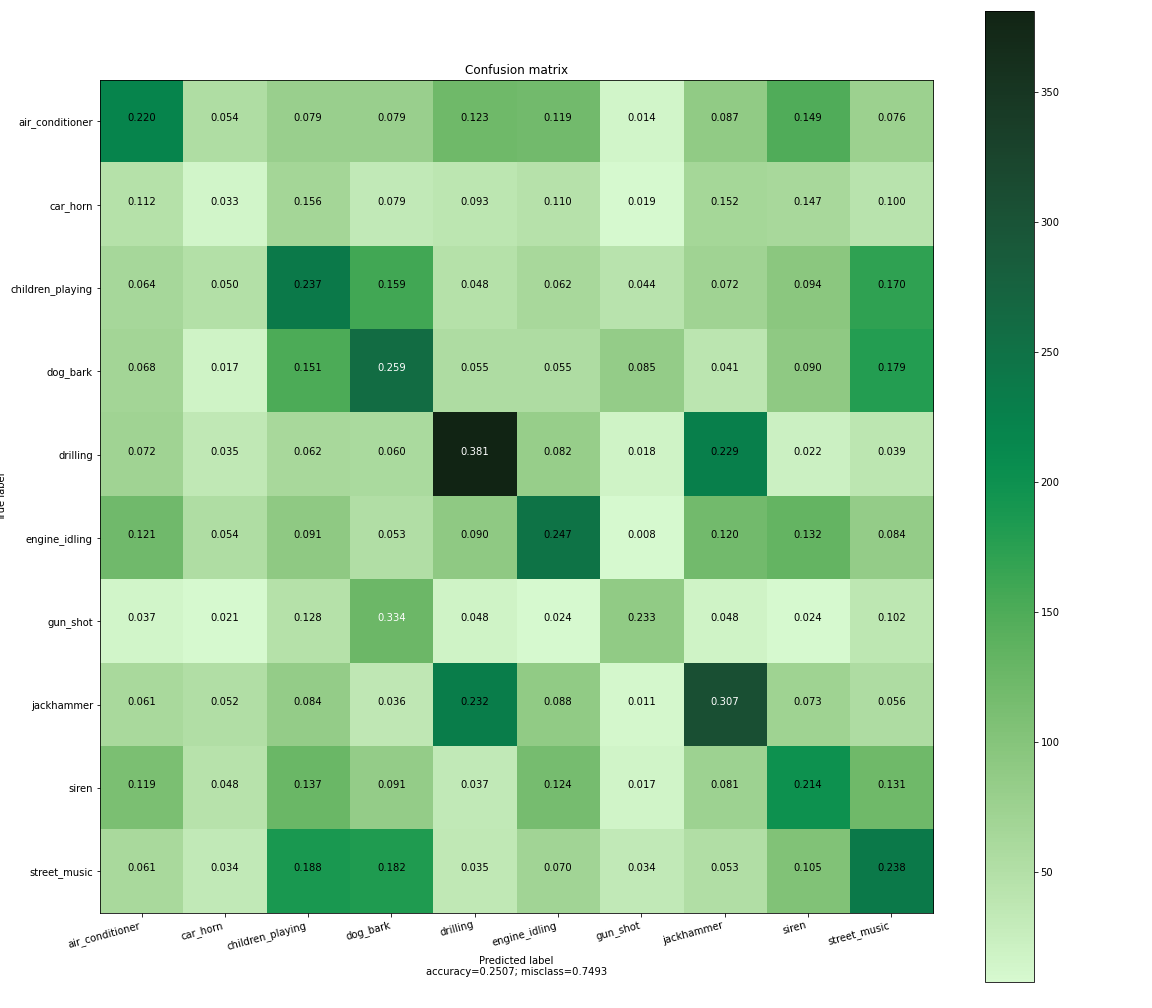 Confusion matrix
air_conditioner 0.220 0.054 0.079 0.079 0.123 0.119 0.014 0.087 0.149 0.076
car_horn 0.112 0.033 0.156 0.079 0.093 0.110 0.019 0.152 0.147 0.100
children_playing 0.064 0.050 0.237 0.159 0.048 0.062 0.044 0.072 0.094 0.170
dog_bark 0.068 0.017 0.151 0.259 0.055 0.055 0.085 0.041 0.090 0.179
drilling 0.072 0.035 0.062 0.060 0.381 0.082 0.018 0.229 0.022 0.039
engine_idling 0.121 0.054 0.091 0.053 0.090 0.247 0.008 0.120 0.132 0.084
gun_shot 0.037 0.021 0.128 0.334 0.048 0.024 0.233 0.048 0.024 0.102
jackhammer 0.061 0.052 0.084 0.036 0.232 0.088 0.011 0.307 0.073 0.056
siren 0.119 0.048 0.137 0.091 0.037 0.124 0.017 0.081 0.214 0.131
street_music 0.061 0.034 0.188 0.182 0.035 0.070 0.034 0.053 0.105 0.238
air_conditioner car_horn children_playing dog_bark drilling engine_idling gun_shot jackhammer siren street_music
Predicted label
accuracy=0.2507; misclass=0.7493
350
300
250
200
150
100
50